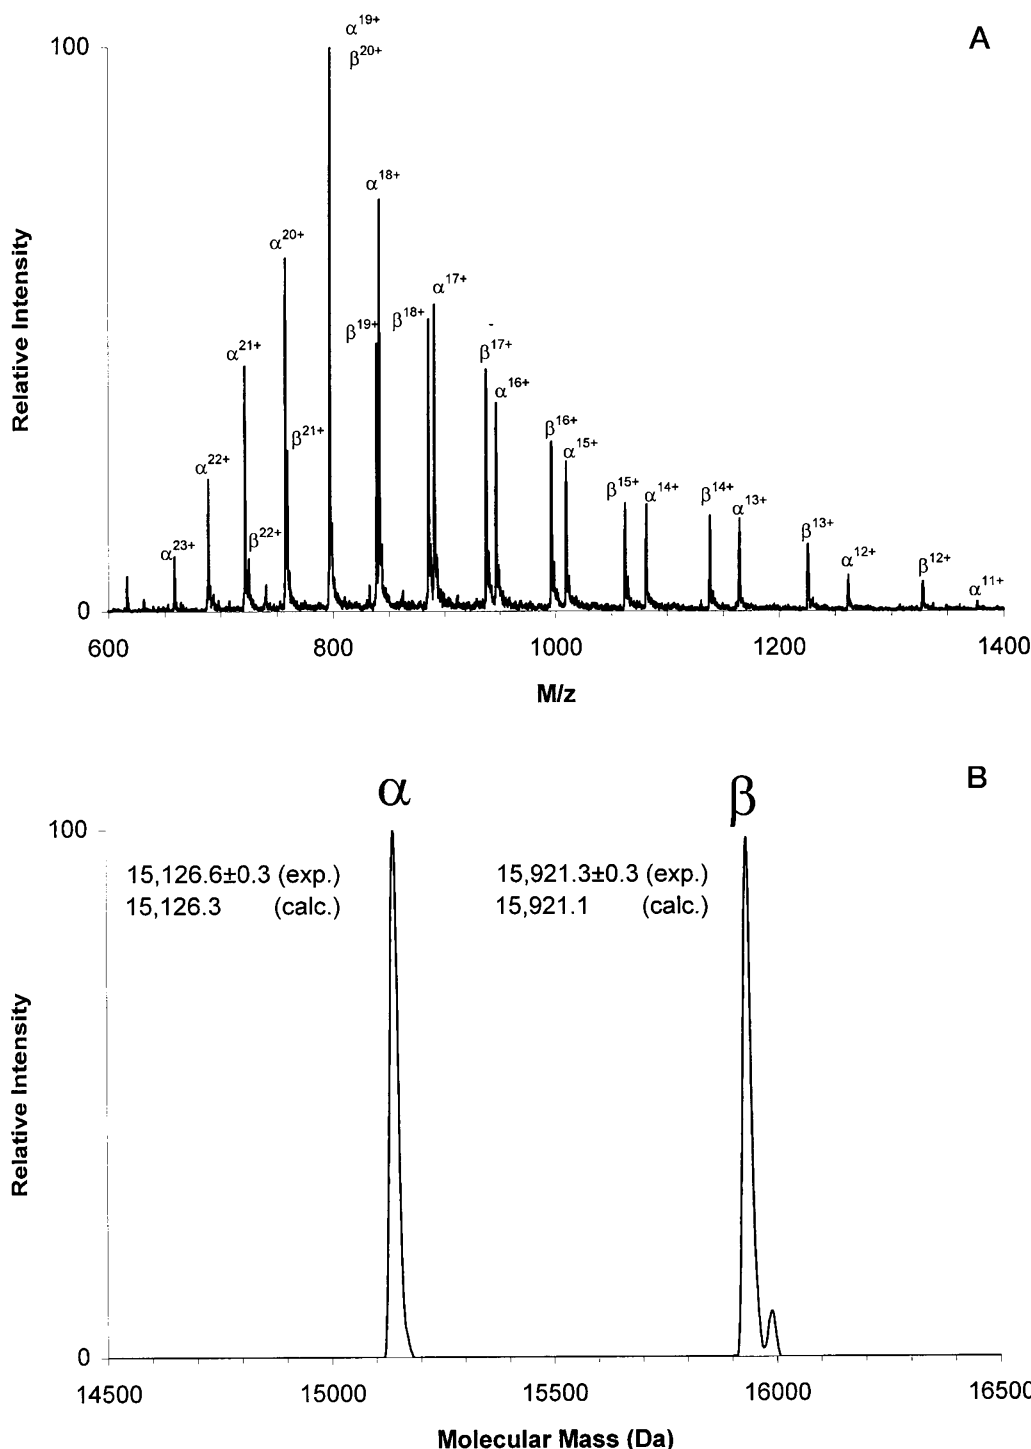 A
100
Relative Intensity
α19+
β20+
α18+
α20+
α17+
β19+
β18+
β17+
α21+
α16+
β21+
β16+
α15+
α22+
β15+
α14+
β14+
α13+
β22+
α23+
β13+
α12+
β12+
α11+
0
600 800 1000 1200 1400
M/z
B
α
β
100
15,126.6±0.3 (exp.)
15,126.3 (calc.)
15,921.3±0.3 (exp.)
15,921.1 (calc.)
Relative Intensity
0
14500 15000 15500 16000 16500
Molecular Mass (Da)